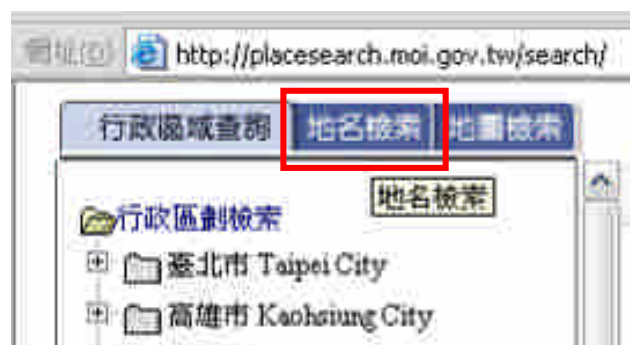 網址(D) http://placesearch.moi.gov.tw/search/
行政區域查詢 地名檢索 地圖檢索
地名檢索
行政區劃檢索
臺北市 Taipei City
高雄市 Kaohsiung City